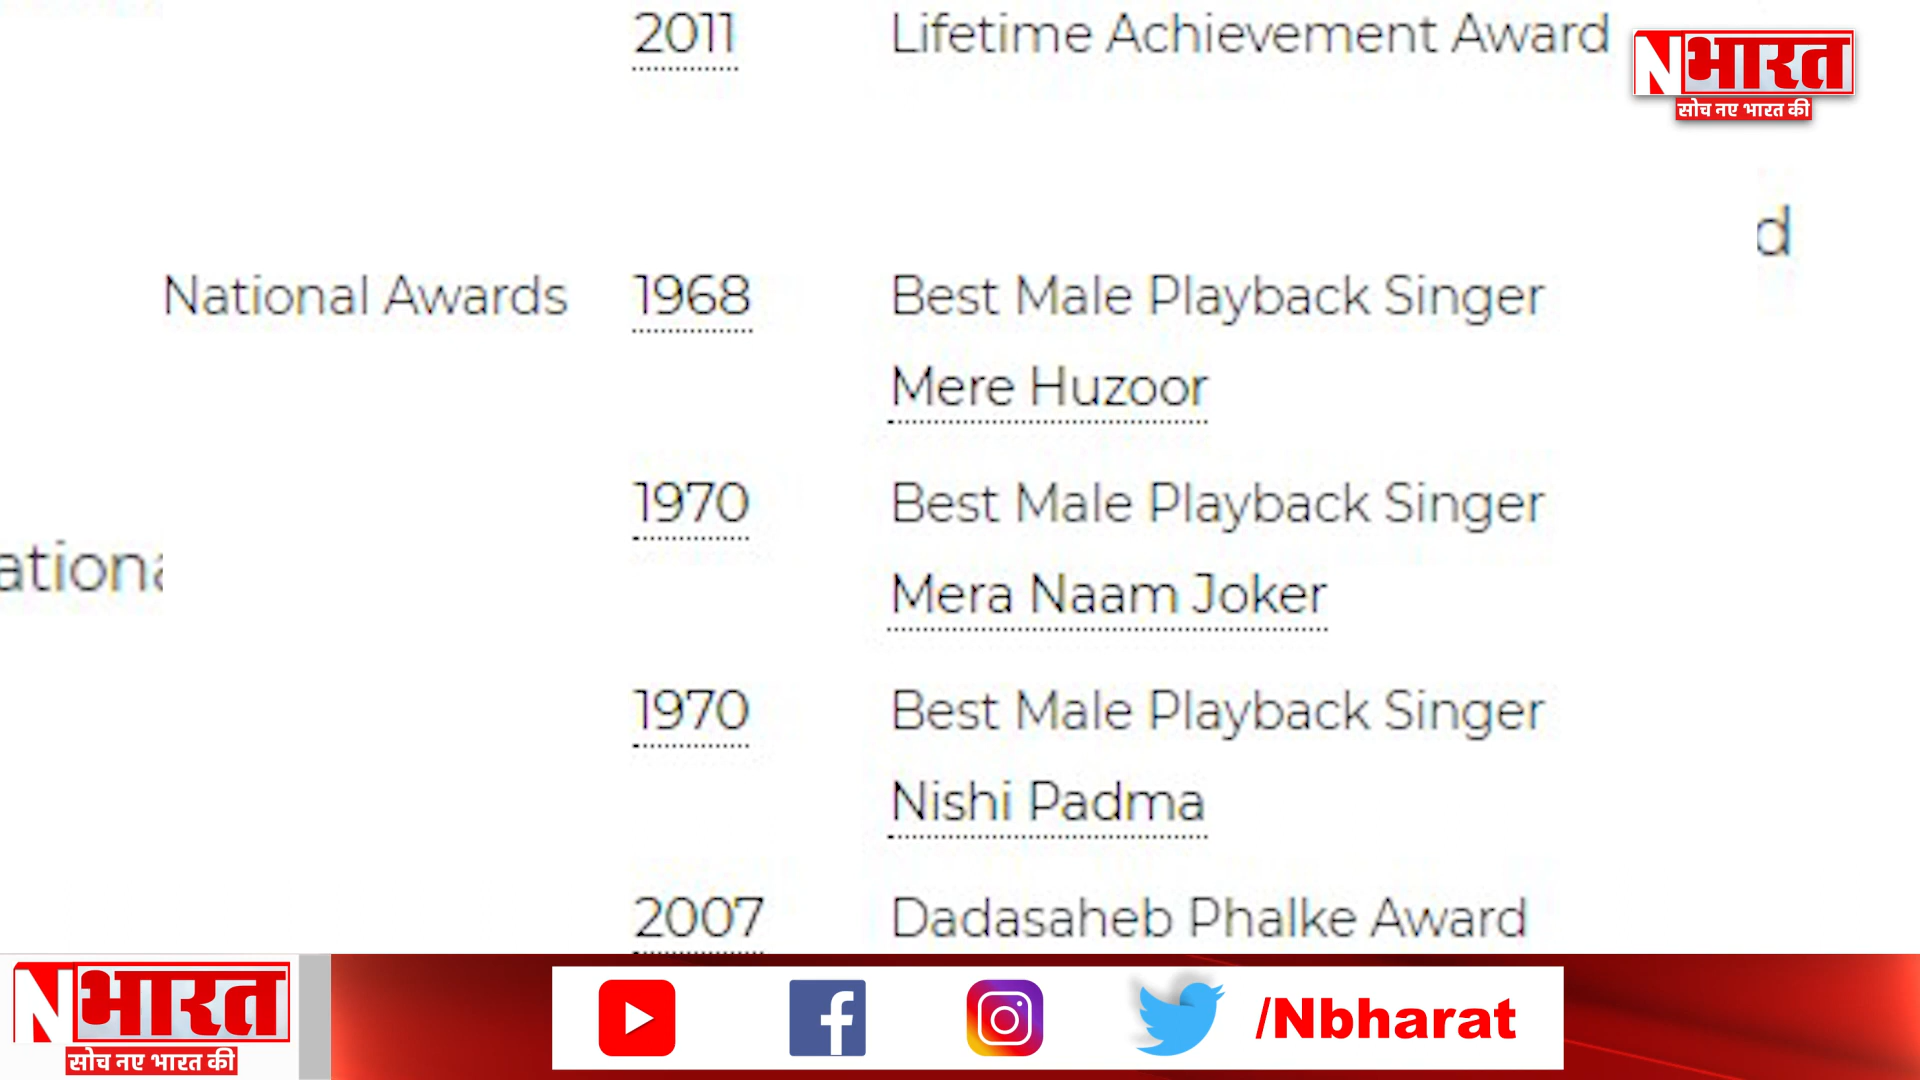 2011 Lifetime Achievement Award
Nभारत
सोच नए भारत की
d
National Awards 1968 Best Male Playback Singer
Mere Huzoor
1970 Best Male Playback Singer
ationa
Mera Naam Joker
1970 Best Male Playback Singer
Nishi Padma
2007 Dadasaheb Phalke Award
Nभारत
सोच नए भारत की
/Nbharat